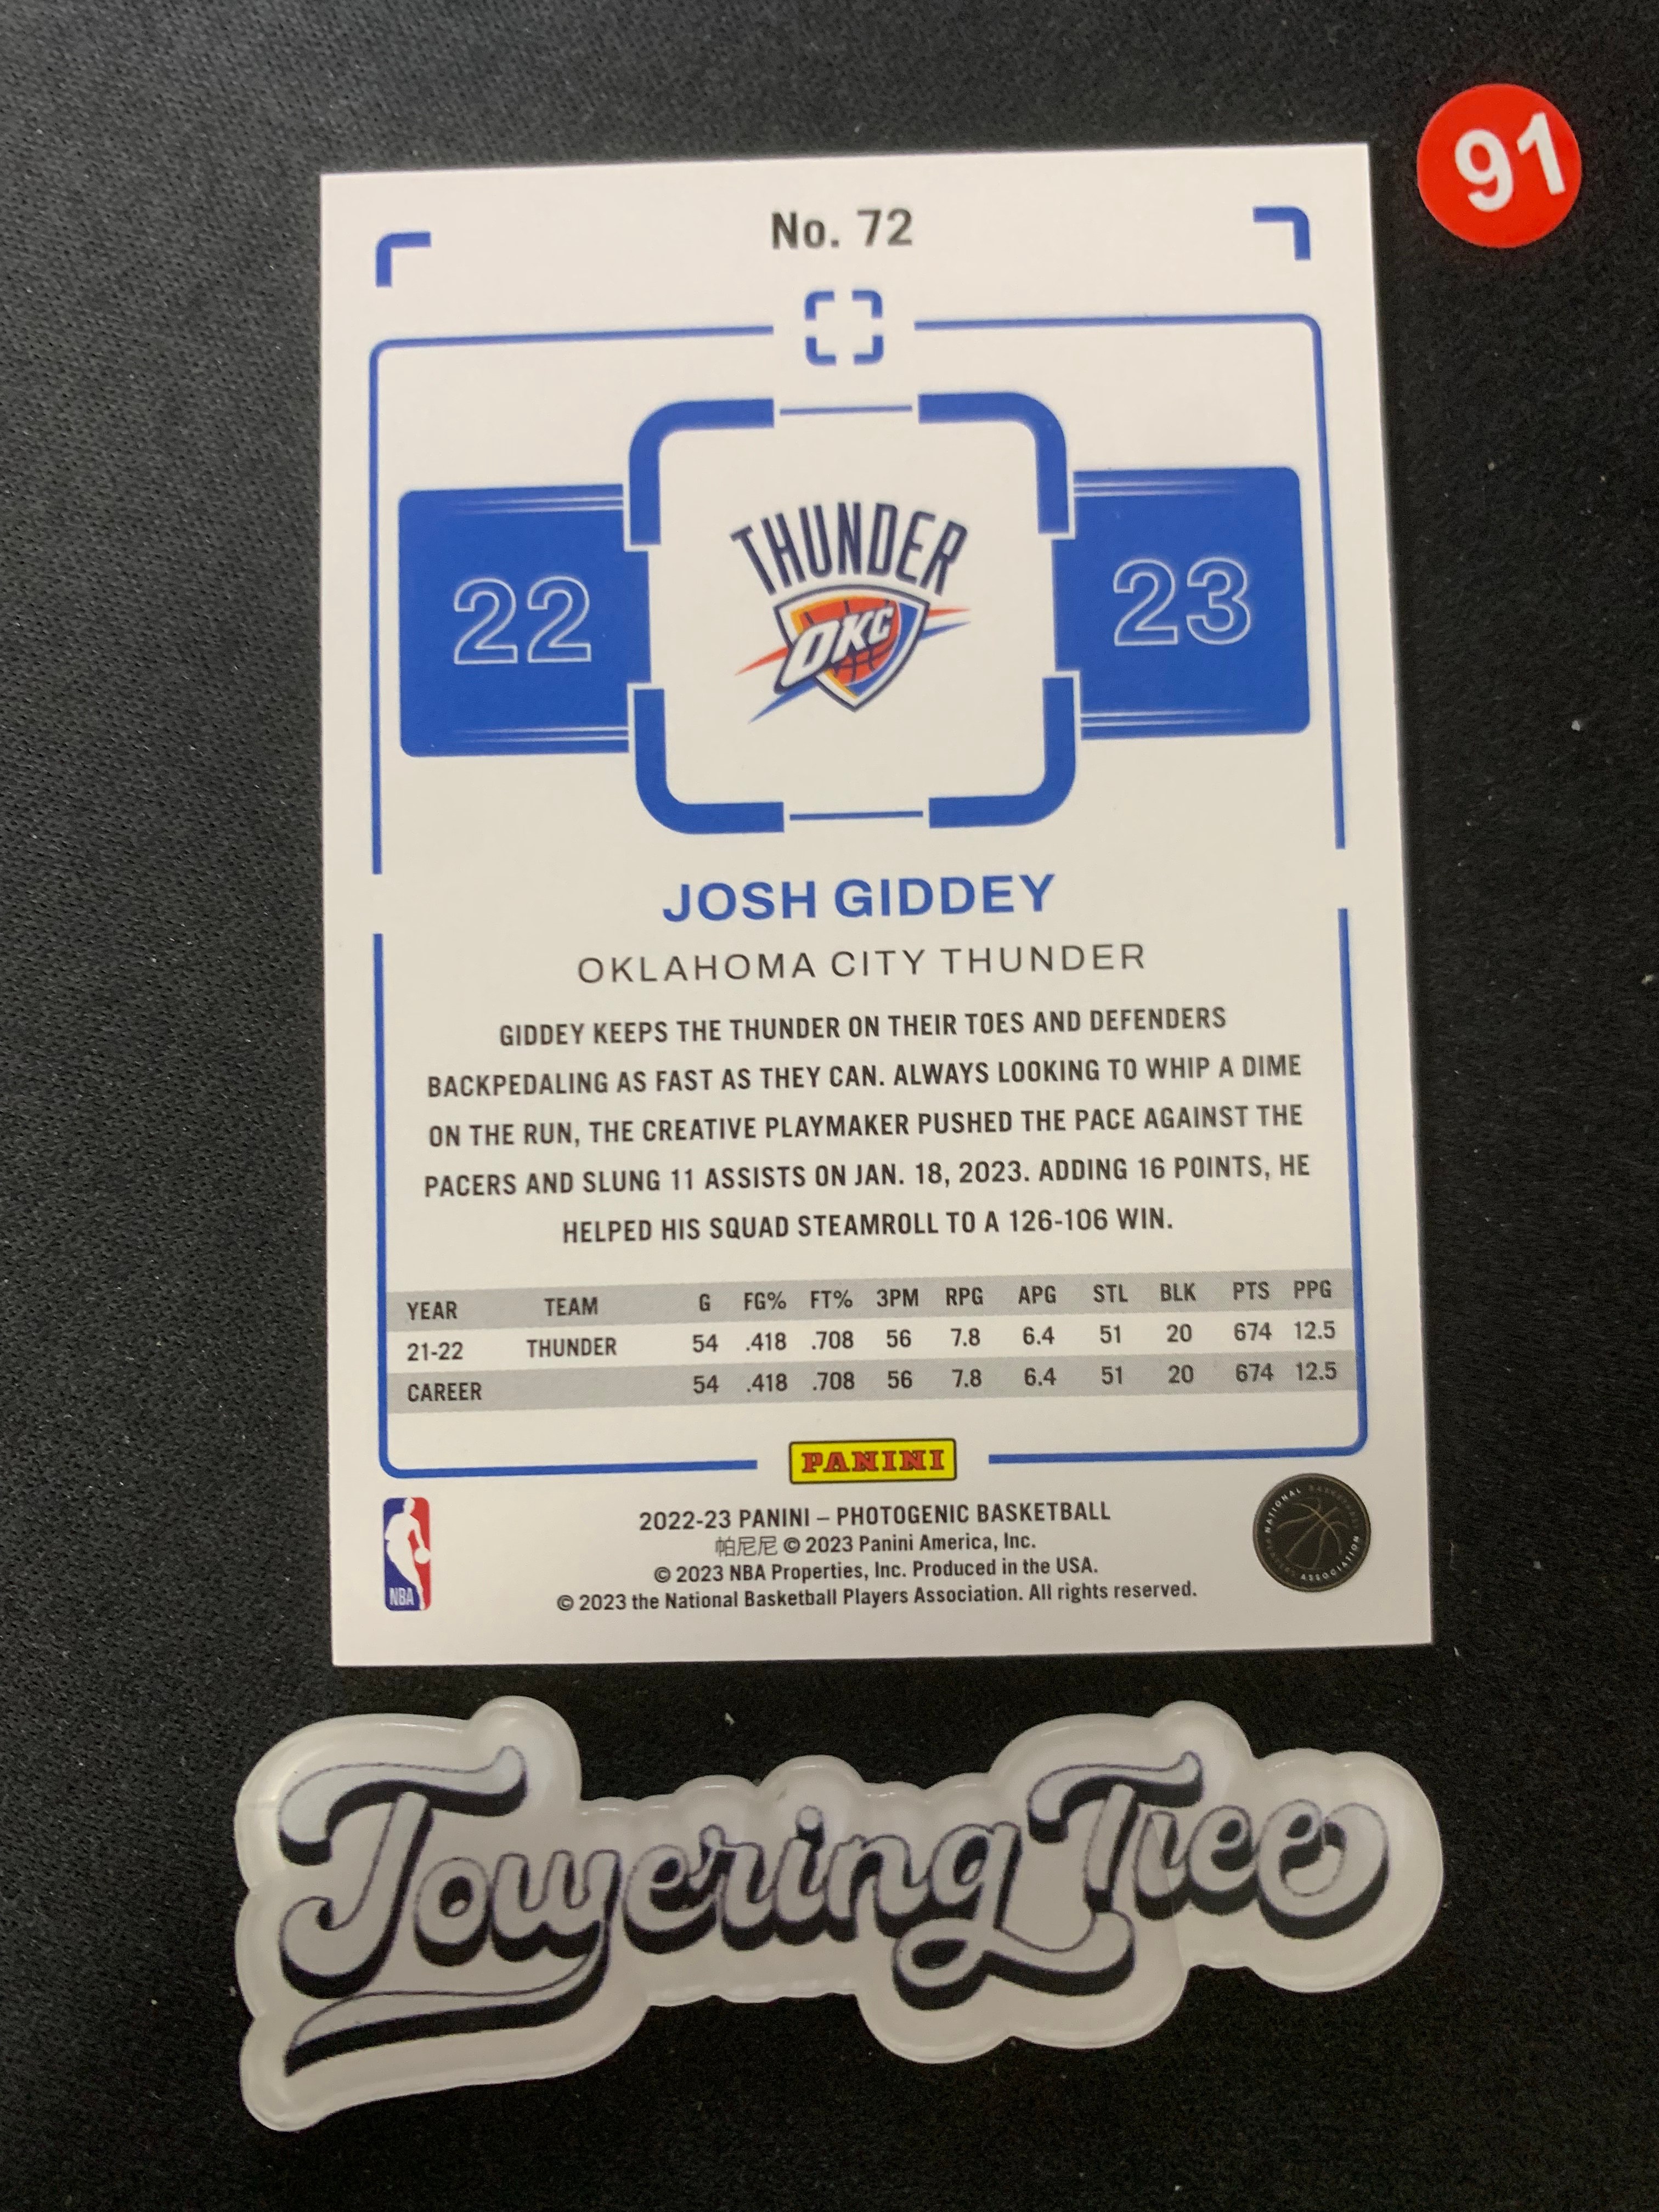 91
No. 72
THUNDER
OKC
22
23
JOSH GIDDEY
OKLAHOMA CITY THUNDER
GIDDEY KEEPS THE THUNDER ON THEIR TOES AND DEFENDERS
BACKPEDALING AS FAST AS THEY CAN. ALWAYS LOOKING TO WHIP A DIME
ON THE RUN, THE CREATIVE PLAYMAKER PUSHED THE PACE AGAINST THE
PACERS AND SLUNG 11 ASSISTS ON JAN. 18, 2023. ADDING 16 POINTS, HE
HELPED HIS SQUAD STEAMROLL TO A 126-106 WIN.
YEAR TEAM G FG% FT% 3PM RPG APG STL BLK PTS PPG
21-22 THUNDER 54 .418 .708 56 7.8 6.4 51 20 674 12.5
CAREER 54 .418 .708 56 7.8 6.4 51 20 674 12.5
PANINI
2022-23 PANINI – PHOTOGENIC BASKETBALL
帕尼尼 © 2023 Panini America, Inc.
© 2023 NBA Properties, Inc. Produced in the USA.
© 2023 the National Basketball Players Association. All rights reserved.
NBA
NATIONAL BASKETBALL PLAYERS ASSOCIATION
Towering Tree